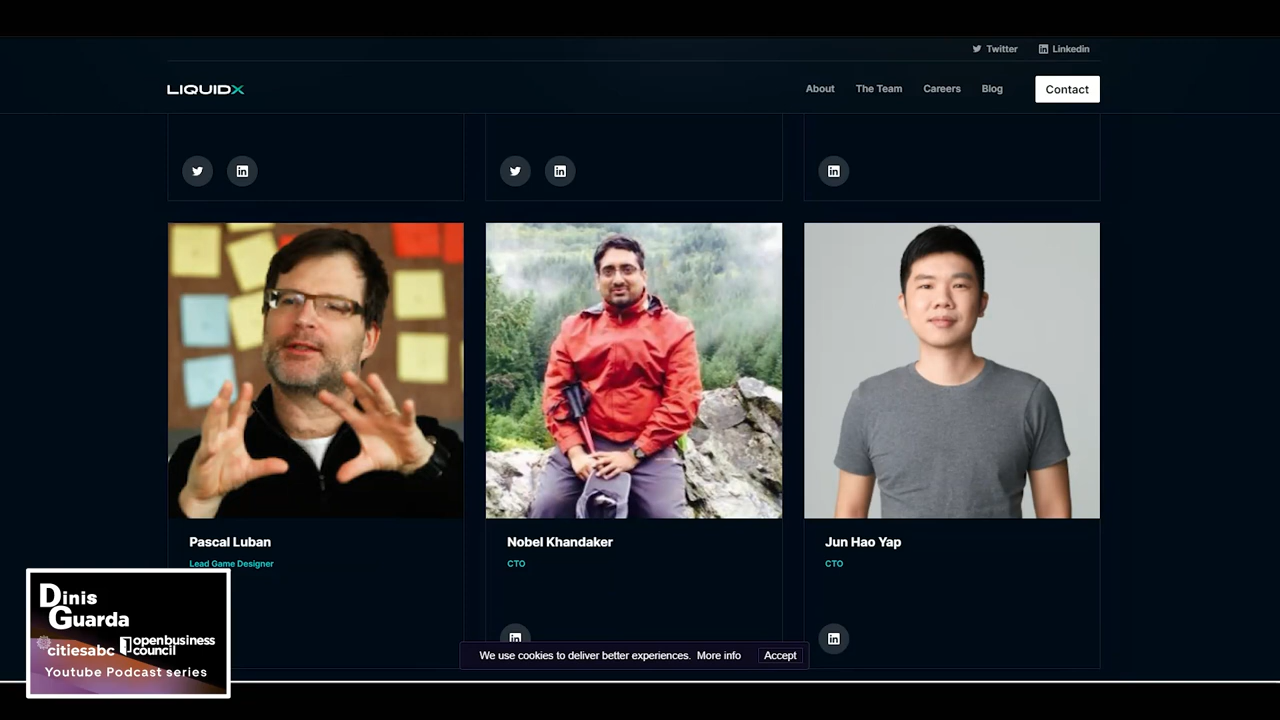 Twitter
Linkedin
LIQUIDX
About
The Team
Careers
Blog
Contact
Pascal Luban
Lead Game Designer
Nobel Khandaker
CTO
Jun Hao Yap
CTO
We use cookies to deliver better experiences. More info
Accept
Dinis
Guarda
citiesabc
openbusiness
council
Youtube Podcast series